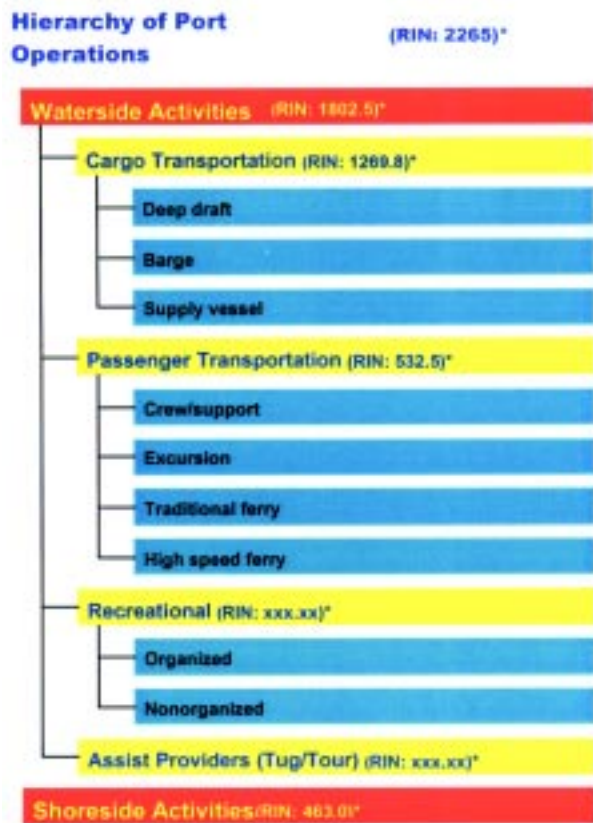 Hierarchy of Port (RIN: 2265)*
Operations
Waterside Activities (RIN: 1802.5)*
Cargo Transportation (RIN: 1269.8)*
Deep draft
Barge
Supply vessel
Passenger Transportation (RIN: 532.5)*
Crew/support
Excursion
Traditional ferry
High speed ferry
Recreational (RIN: xxx.xx)*
Organized
Nonorganized
Assist Providers (Tug/Tour) (RIN: xxx.xx)*
Shoreside Activities(RIN: 463.0)*